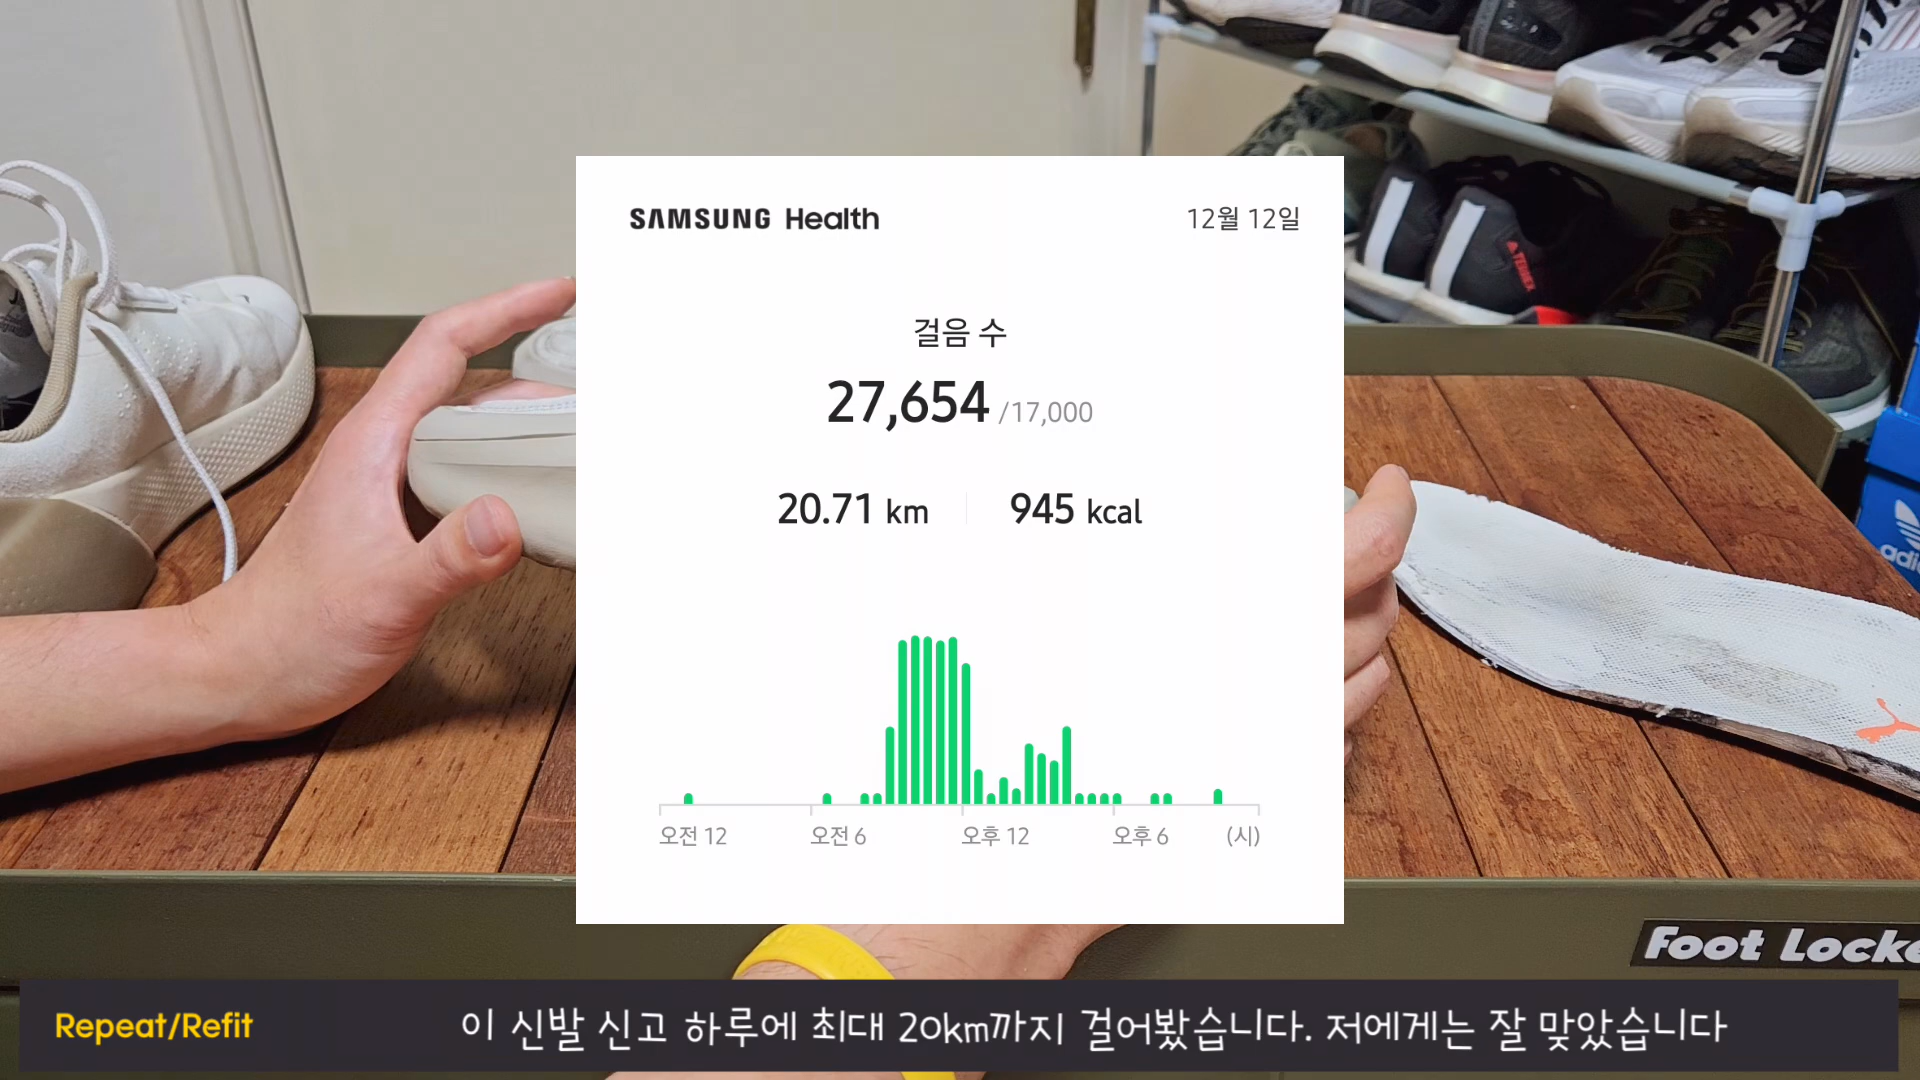 SAMSUNG Health
12월 12일
걸음 수
27,654 /17,000
20.71 km
945 kcal
오전 12
오전 6
오후 12
오후 6
(시)
TERREX
Foot Locke
Repeat/Refit
이 신발 신고 하루에 최대 20km까지 걸어봤습니다. 저에게는 잘 맞았습니다